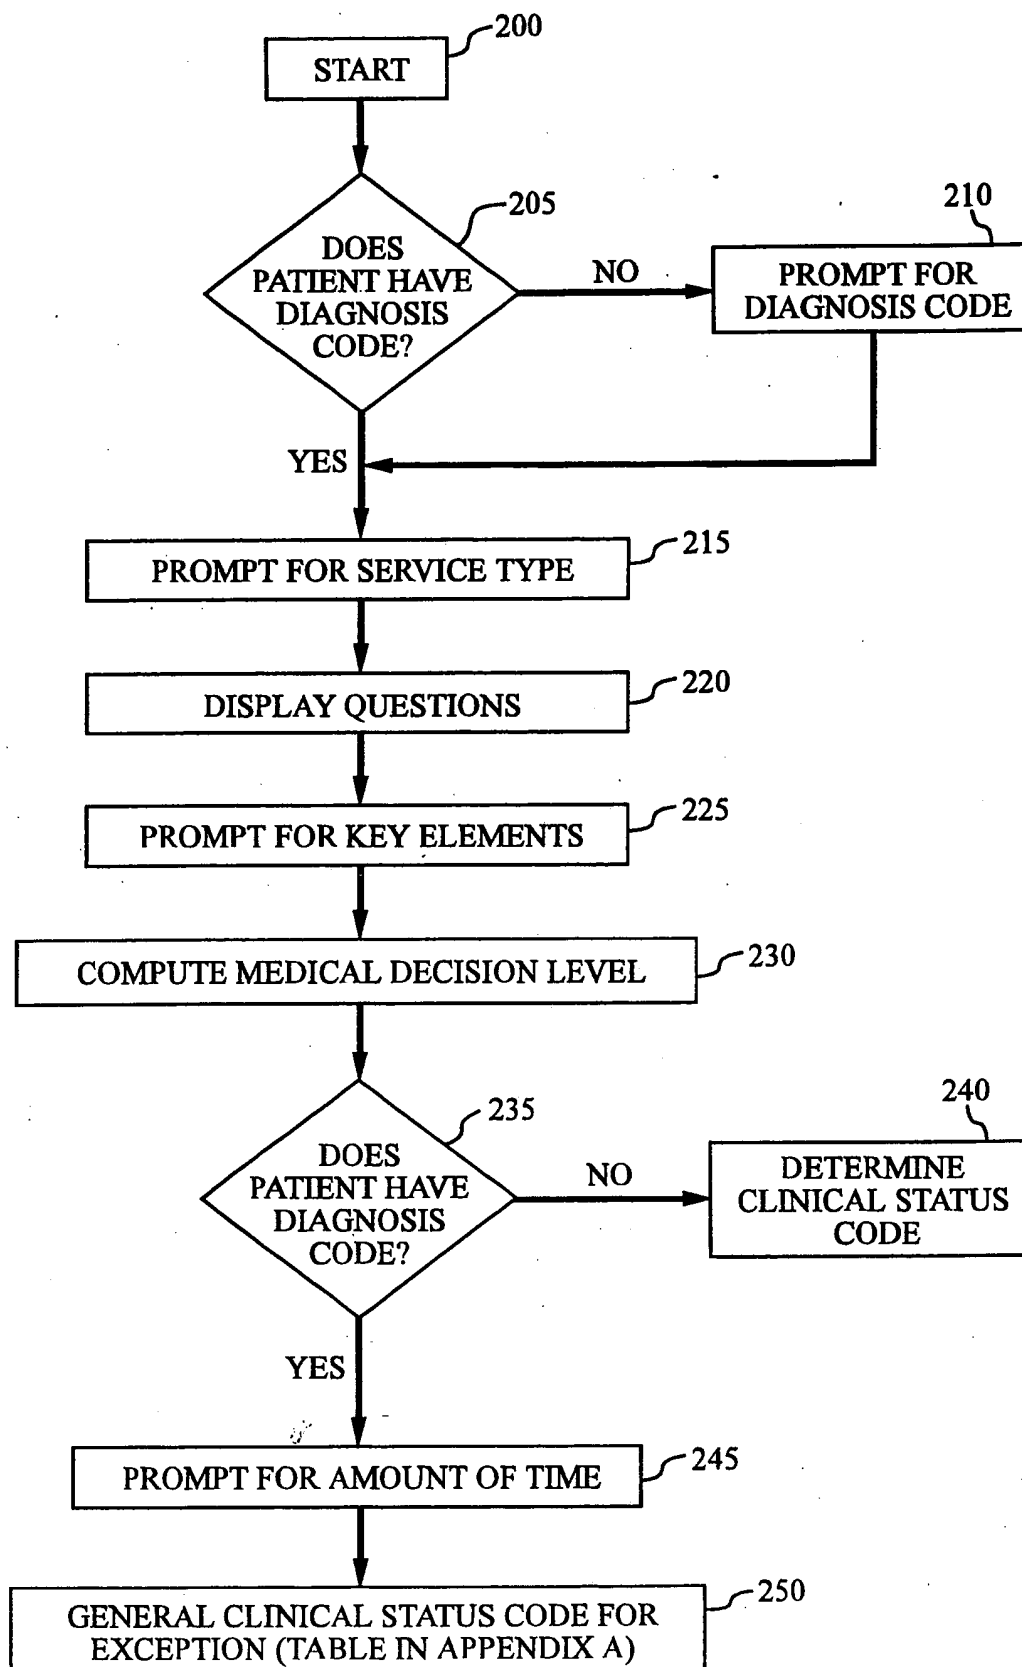 200
START
205
DOES
PATIENT HAVE
DIAGNOSIS
CODE?
NO
210
PROMPT FOR
DIAGNOSIS CODE
YES
215
PROMPT FOR SERVICE TYPE
220
DISPLAY QUESTIONS
225
PROMPT FOR KEY ELEMENTS
230
COMPUTE MEDICAL DECISION LEVEL
235
DOES
PATIENT HAVE
DIAGNOSIS
CODE?
NO
240
DETERMINE
CLINICAL STATUS
CODE
YES
245
PROMPT FOR AMOUNT OF TIME
250
GENERAL CLINICAL STATUS CODE FOR
EXCEPTION (TABLE IN APPENDIX A)